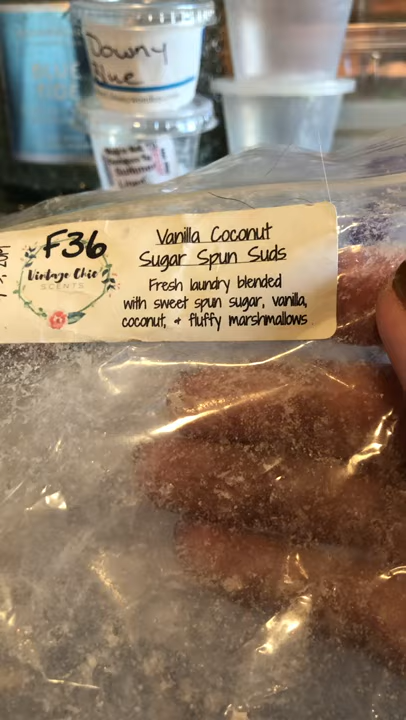 Downy
Blue
F36
Vintage Chic
SCENTS
Vanilla Coconut
Sugar Spun Suds
Fresh laundry blended
with sweet spun sugar, vanilla,
coconut, + fluffy marshmallows